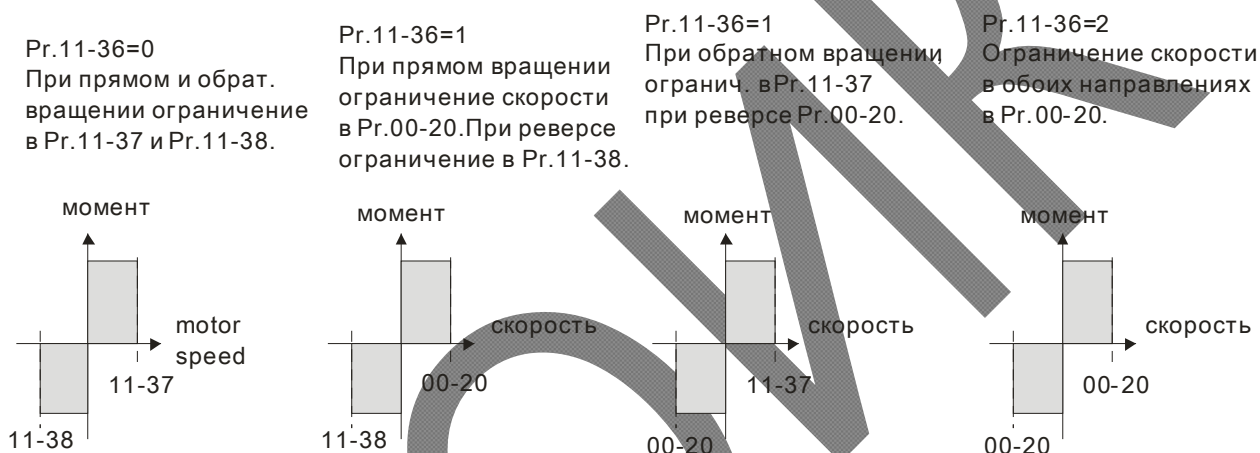 Pr.11-36=0
При прямом и обрат.
вращении ограничение
в Pr.11-37 и Pr.11-38.
Pr.11-36=1
При прямом вращении
ограничение скорости
в Pr.00-20.При реверсе
ограничение в Pr.11-38.
Pr.11-36=1
При обратном вращении,
огранич. вPr.11-37
при реверсе Pr.00-20.
Pr.11-36=2
Ограничение скорости
в обоих направлениях
в Pr.00-20.
момент
motor
speed
11-37
11-38
момент
скорость
00-20
11-38
момент
скорость
11-37
00-20
момент
скорость
00-20
00-20